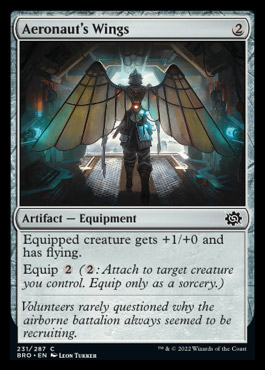 Aeronaut's Wings 2
Artifact — Equipment
Equipped creature gets +1/+0 and
has flying.
Equip 2 (2: Attach to target creature
you control. Equip only as a sorcery.)
Volunteers rarely questioned why the
airborne battalion always seemed to be
recruiting.
231/287 C
BRO • EN Leon Tukker
™ & © 2022 Wizards of the Coast